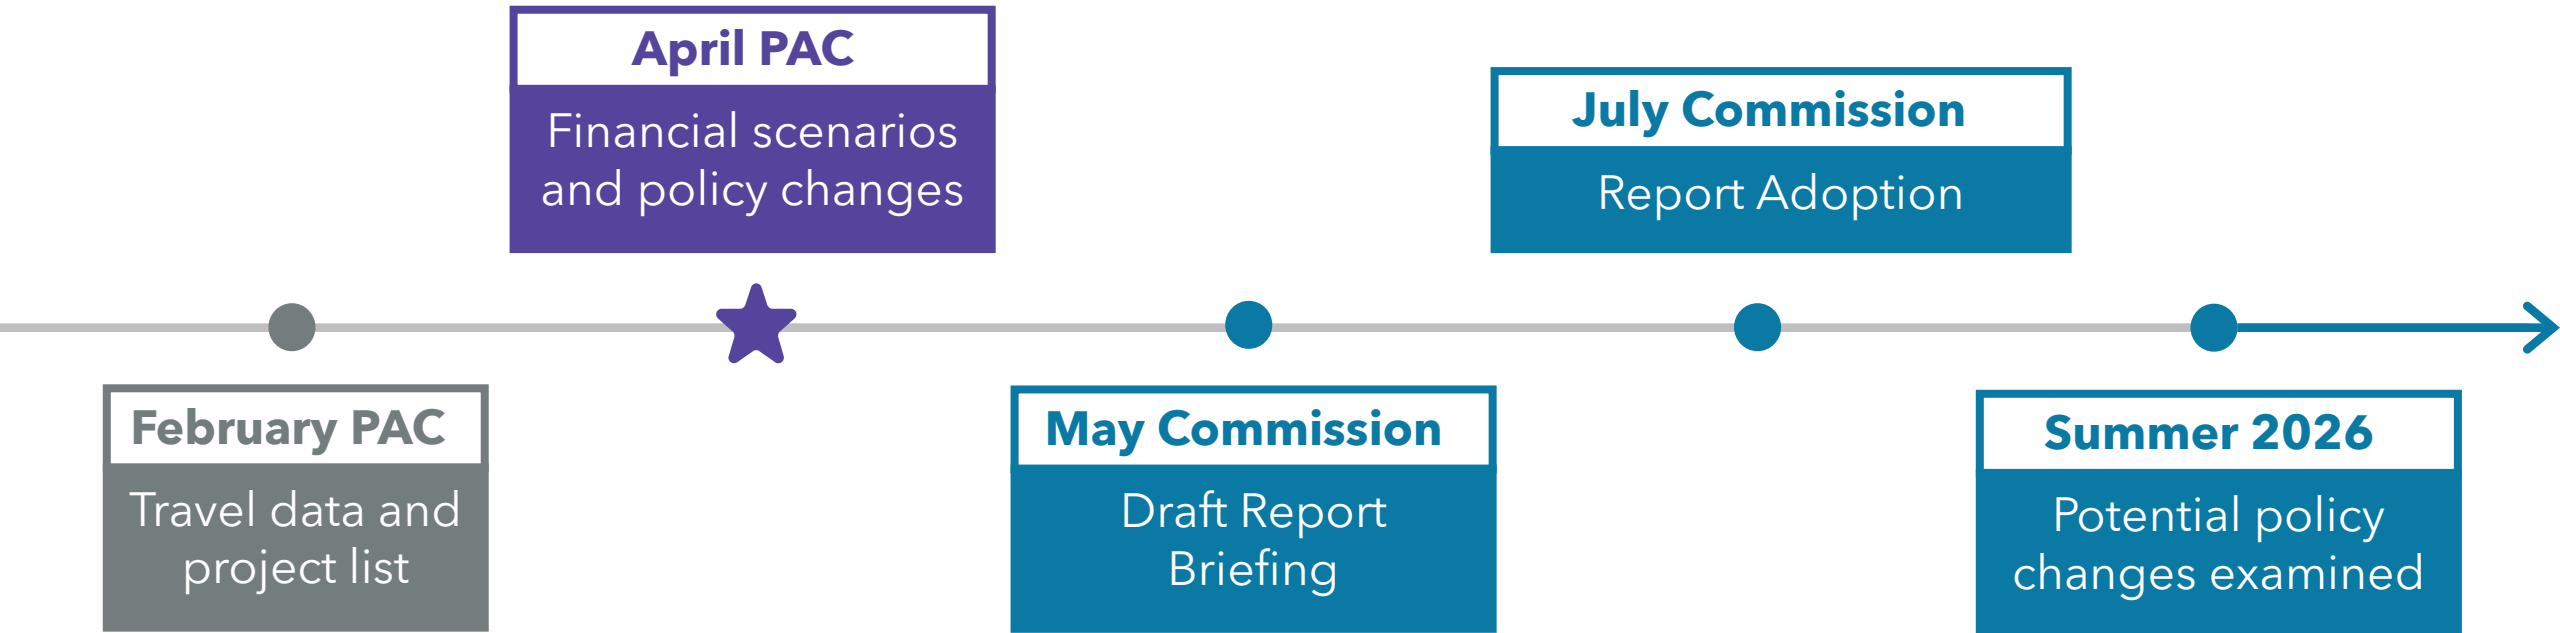 February PAC
Travel data and
project list
April PAC
Financial scenarios
and policy changes
May Commission
Draft Report
Briefing
July Commission
Report Adoption
Summer 2026
Potential policy
changes examined